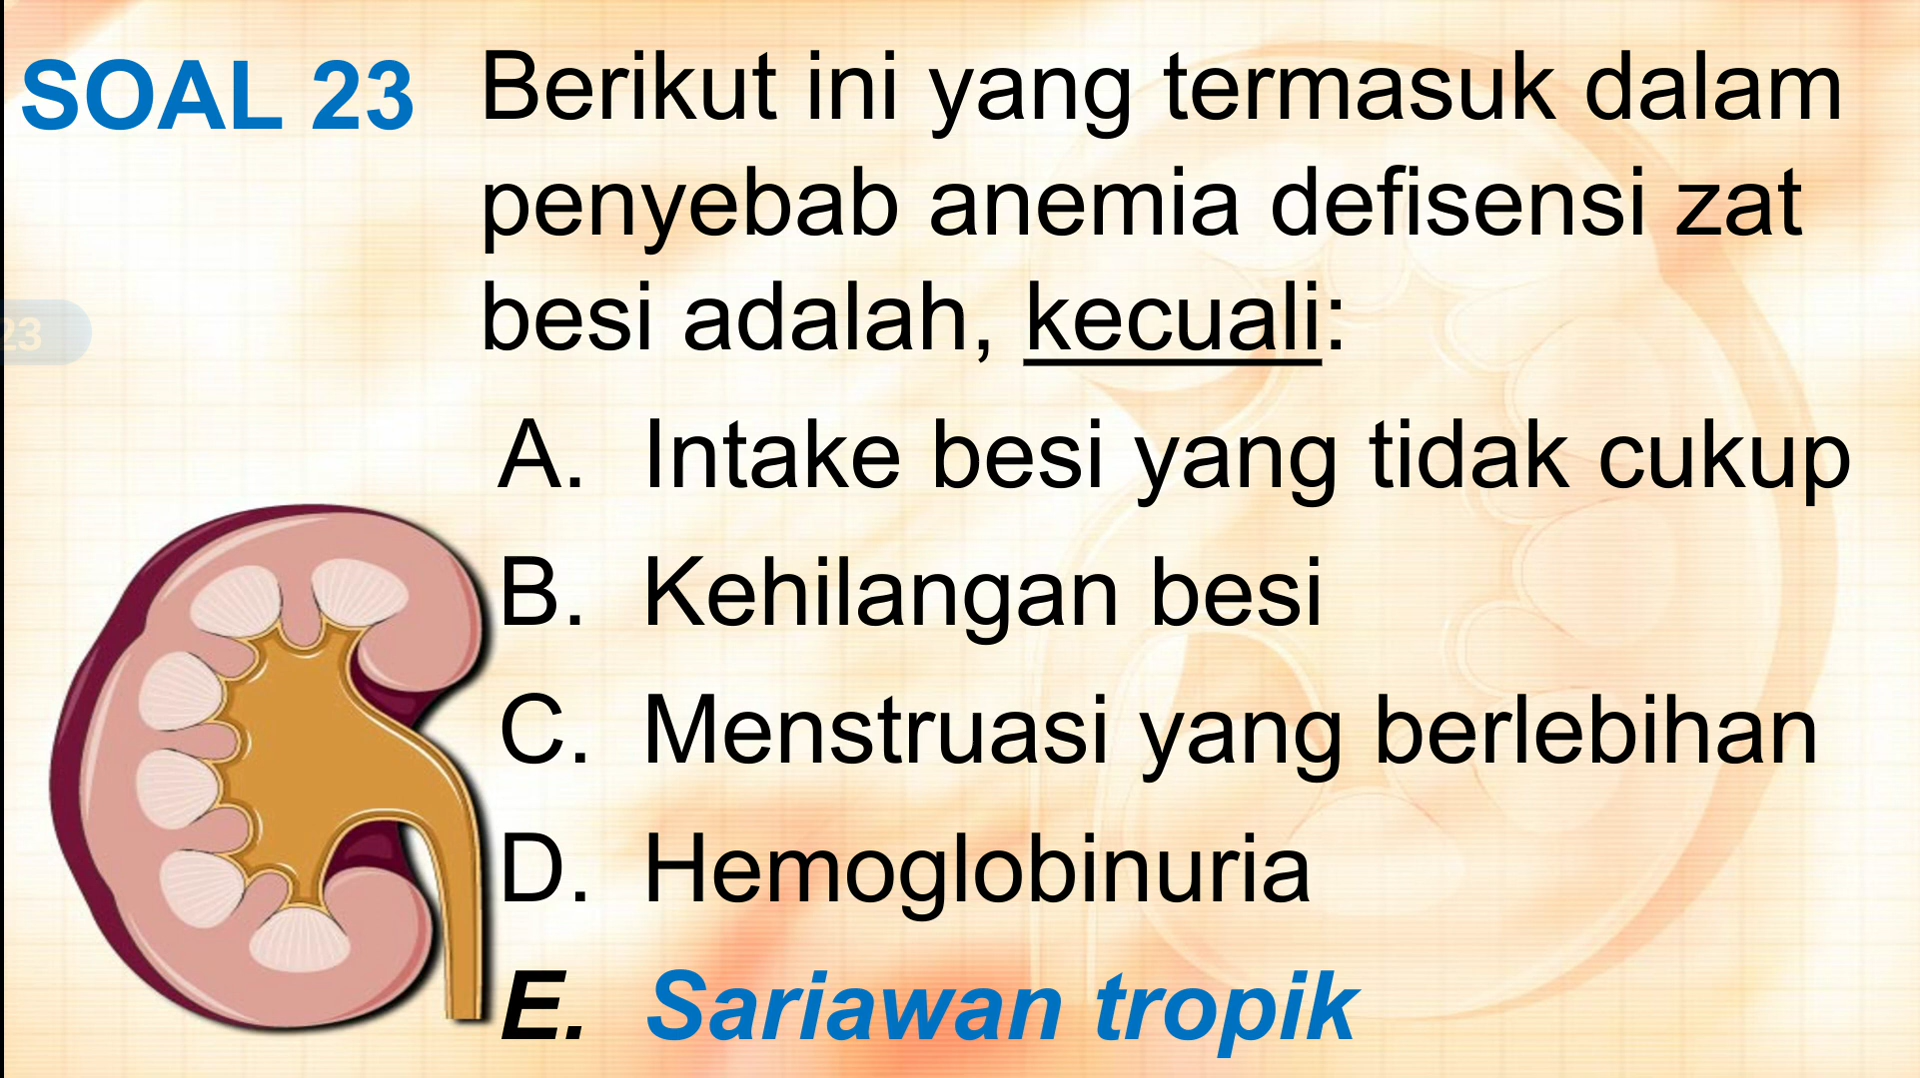 SOAL 23
Berikut ini yang termasuk dalam
penyebab anemia defisensi zat
besi adalah, kecuali:
23
A. Intake besi yang tidak cukup
B. Kehilangan besi
C. Menstruasi yang berlebihan
D. Hemoglobinuria
E. Sariawan tropik